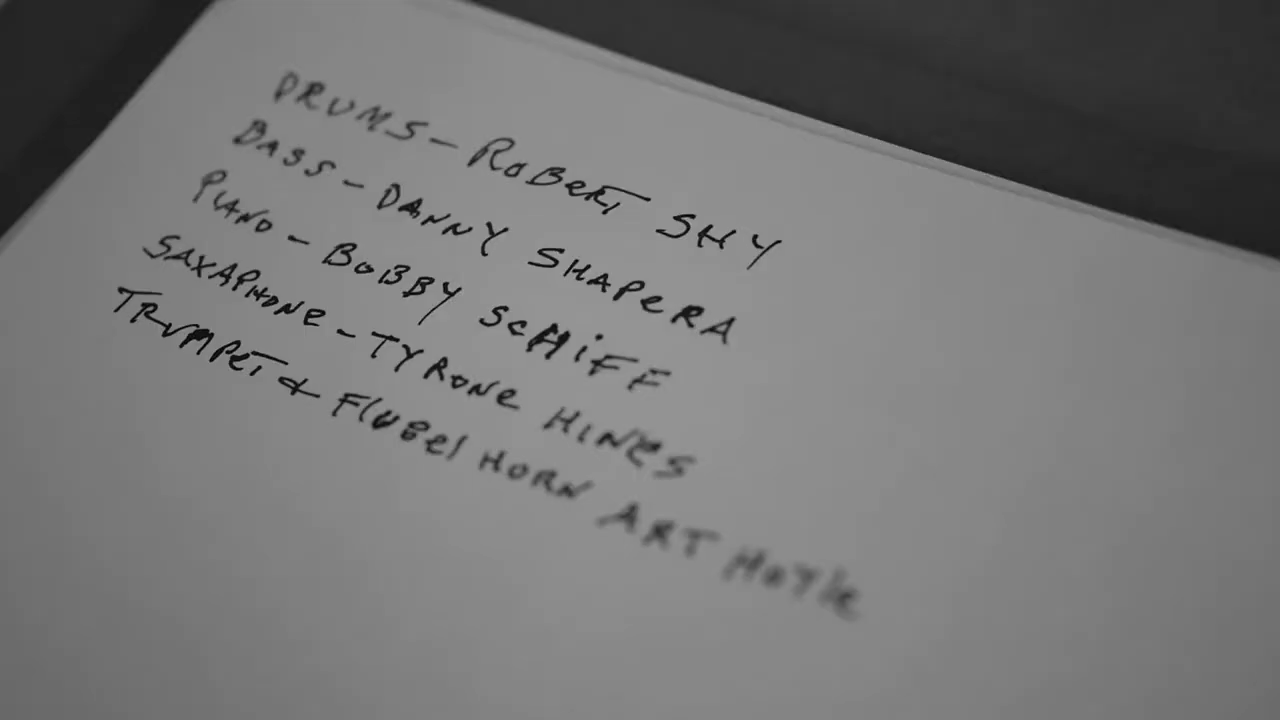 DRUMS - ROBERT SHY
BASS - DANNY SHAPERA
PIANO - BOBBY SCHIFF
SAXAPHONE - TYRONE HINES
TRUMPET & FLUGEL HORN ART HOYLE